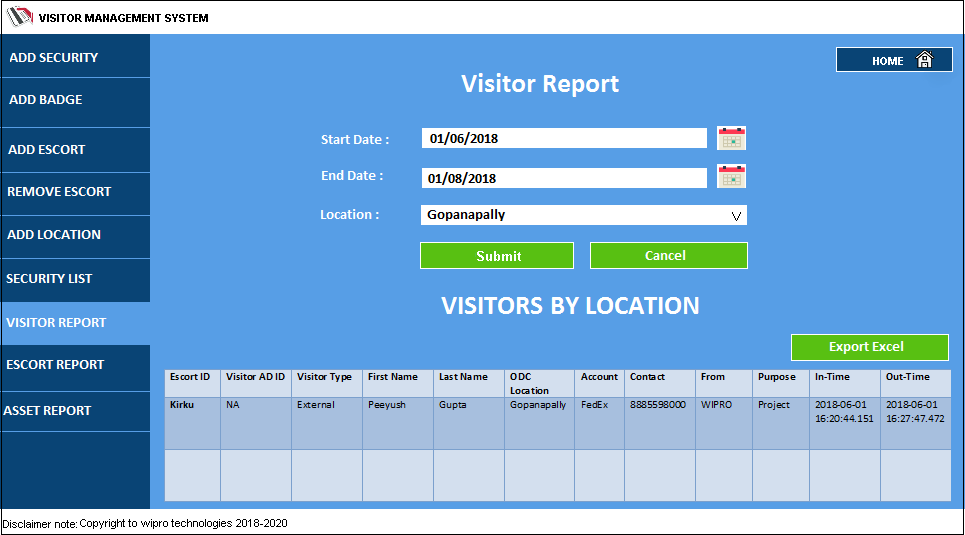 VISITOR MANAGEMENT SYSTEM
ADD SECURITY
ADD BADGE
ADD ESCORT
REMOVE ESCORT
ADD LOCATION
SECURITY LIST
VISITOR REPORT
ESCORT REPORT
ASSET REPORT
HOME
Visitor Report
Start Date : 01/06/2018
End Date : 01/08/2018
Location : Gopanapally
Submit Cancel
VISITORS BY LOCATION
Export Excel
Escort ID Visitor AD ID Visitor Type First Name Last Name ODC Location Account Contact From Purpose In-Time Out-Time
Kirku NA External Peeyush Gupta Gopanapally FedEx 8885598000 WIPRO Project 2018-06-01 16:20:44.151 2018-06-01 16:27:47.472
Disclaimer note: Copyright to wipro technologies 2018-2020